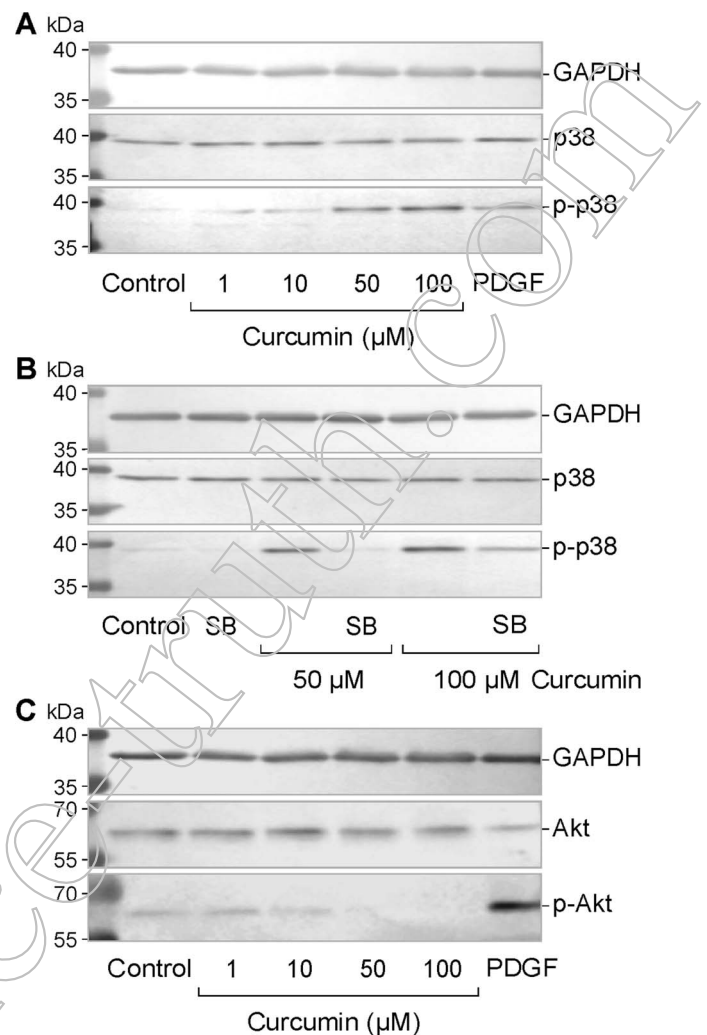 A kDa
40
GAPDH
35
40
p38
35
40
p-p38
35
Control 1 10 50 100 PDGF
Curcumin (µM)
B kDa
40
GAPDH
35
40
p38
35
40
p-p38
35
Control SB SB SB
50 µM 100 µM Curcumin
C kDa
40
GAPDH
35
70
Akt
55
70
p-Akt
55
Control 1 10 50 100 PDGF
Curcumin (µM)